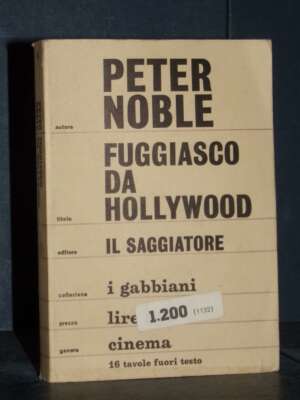 autore
PETER
NOBLE
FUGGIASCO
DA
titolo
HOLLYWOOD
editore
IL SAGGIATORE
collezione
i gabbiani
prezzo
lire
1.200 (1132)
genere
cinema
16 tavole fuori testo